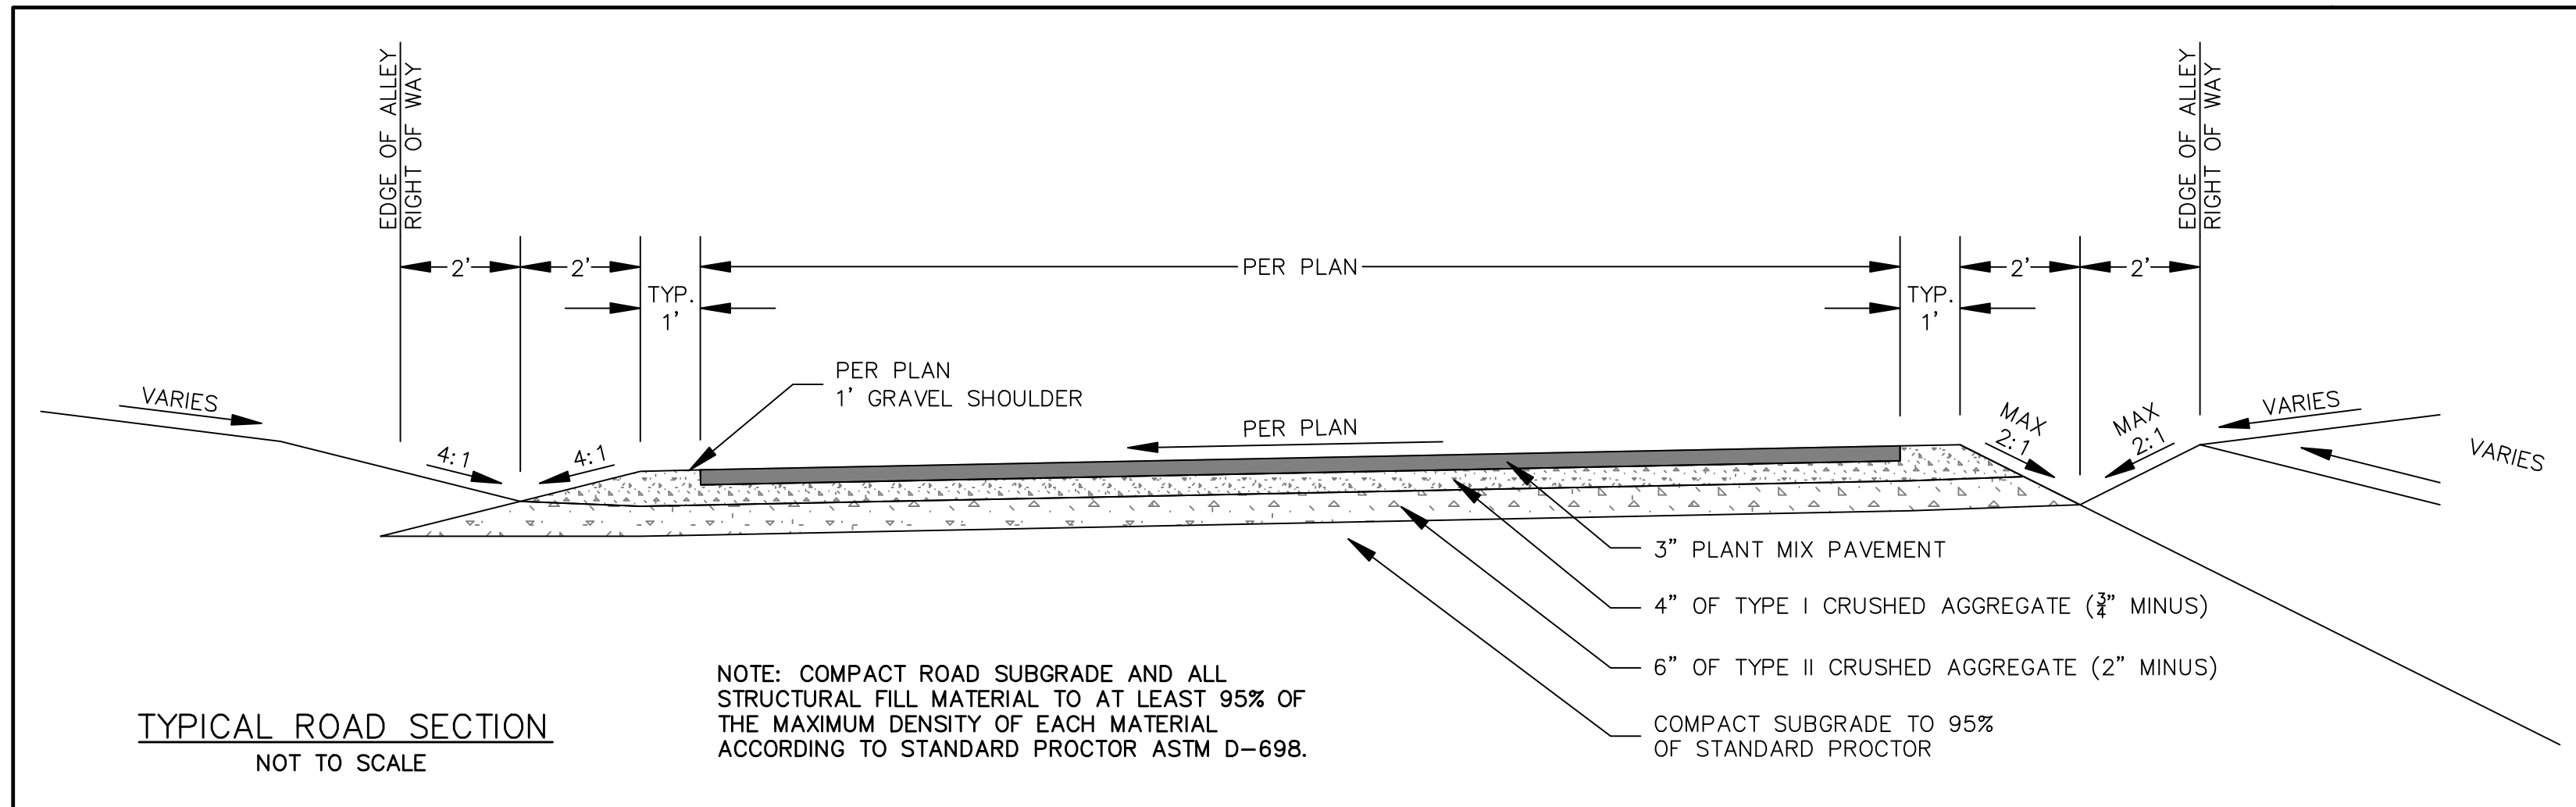 EDGE OF ALLEY
RIGHT OF WAY
EDGE OF ALLEY
RIGHT OF WAY
2'
2'
PER PLAN
2'
2'
TYP.
1'
TYP.
1'
PER PLAN
1' GRAVEL SHOULDER
VARIES
4:1
4:1
PER PLAN
MAX
2:1
MAX
2:1
VARIES
VARIES
3" PLANT MIX PAVEMENT
4" OF TYPE I CRUSHED AGGREGATE (¾" MINUS)
6" OF TYPE II CRUSHED AGGREGATE (2" MINUS)
COMPACT SUBGRADE TO 95%
OF STANDARD PROCTOR
NOTE: COMPACT ROAD SUBGRADE AND ALL
STRUCTURAL FILL MATERIAL TO AT LEAST 95% OF
THE MAXIMUM DENSITY OF EACH MATERIAL
ACCORDING TO STANDARD PROCTOR ASTM D-698.
TYPICAL ROAD SECTION
NOT TO SCALE